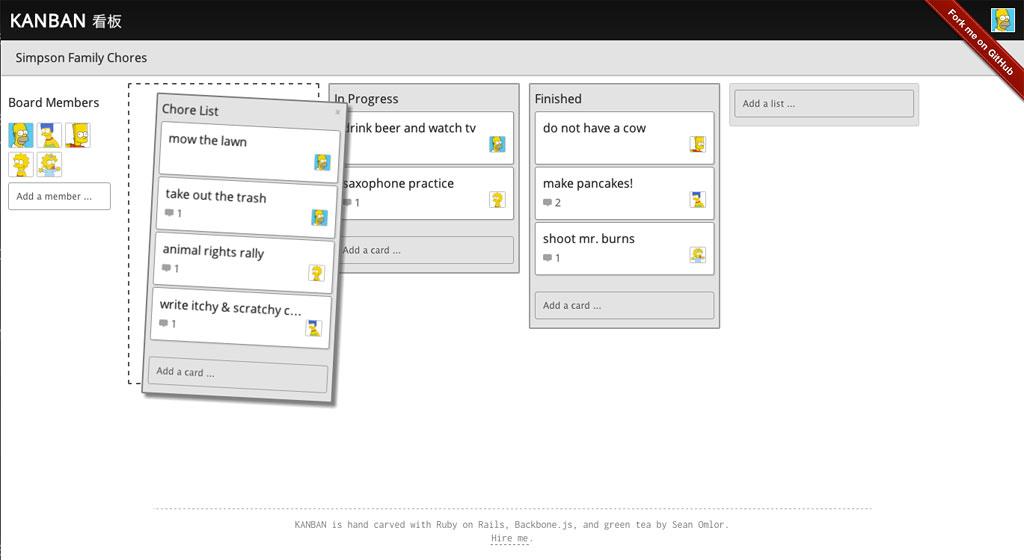 KANBAN 看板
Fork me on GitHub
Simpson Family Chores
Board Members
Add a member ...
Chore List
×
mow the lawn
take out the trash
1
animal rights rally
1
write itchy & scratchy c...
1
Add a card ...
In Progress
drink beer and watch tv
saxophone practice
1
Add a card ...
Finished
do not have a cow
make pancakes!
2
shoot mr. burns
1
Add a card ...
Add a list ...
KANBAN is hand carved with Ruby on Rails, Backbone.js, and green tea by Sean Omlor.
Hire me.